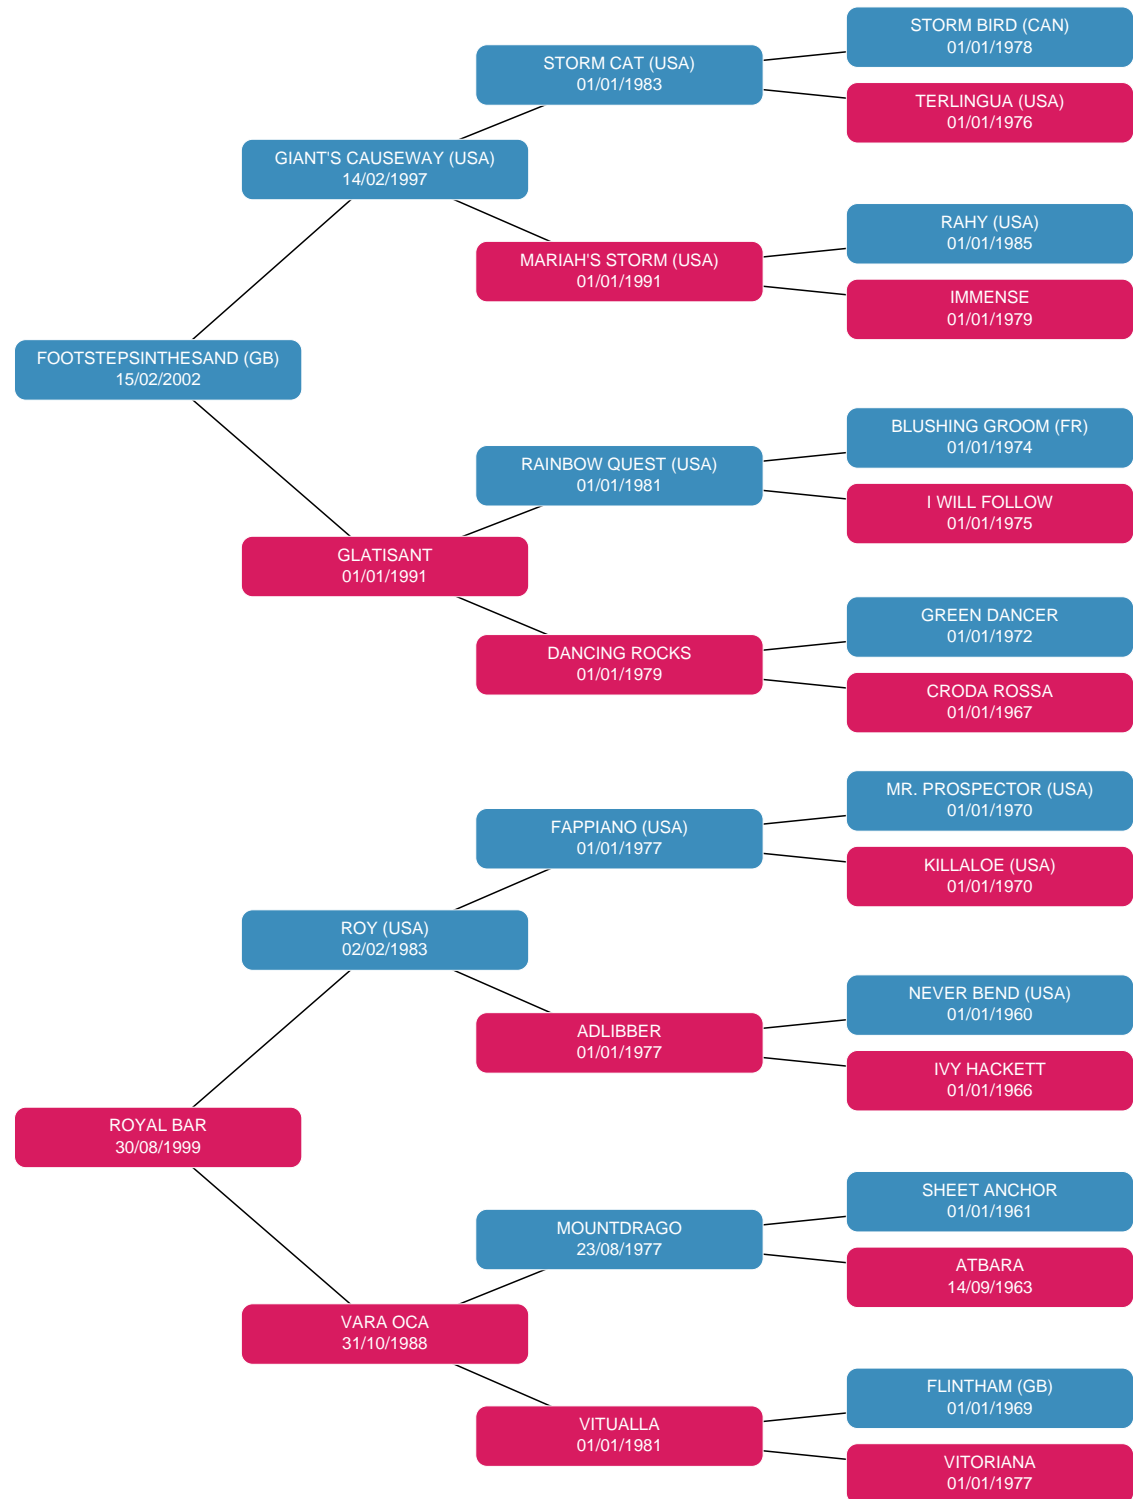 STORM BIRD (CAN)
01/01/1978
STORM CAT (USA)
01/01/1983
TERLINGUA (USA)
01/01/1976
GIANT'S CAUSEWAY (USA)
14/02/1997
RAHY (USA)
01/01/1985
MARIAH'S STORM (USA)
01/01/1991
IMMENSE
01/01/1979
FOOTSTEPSINTHESAND (GB)
15/02/2002
BLUSHING GROOM (FR)
01/01/1974
RAINBOW QUEST (USA)
01/01/1981
I WILL FOLLOW
01/01/1975
GLATISANT
01/01/1991
GREEN DANCER
01/01/1972
DANCING ROCKS
01/01/1979
CRODA ROSSA
01/01/1967
MR. PROSPECTOR (USA)
01/01/1970
FAPPIANO (USA)
01/01/1977
KILLALOE (USA)
01/01/1970
ROY (USA)
02/02/1983
NEVER BEND (USA)
01/01/1960
ADLIBBER
01/01/1977
IVY HACKETT
01/01/1966
ROYAL BAR
30/08/1999
SHEET ANCHOR
01/01/1961
MOUNTDRAGO
23/08/1977
ATBARA
14/09/1963
VARA OCA
31/10/1988
FLINTHAM (GB)
01/01/1969
VITUALLA
01/01/1981
VITORIANA
01/01/1977